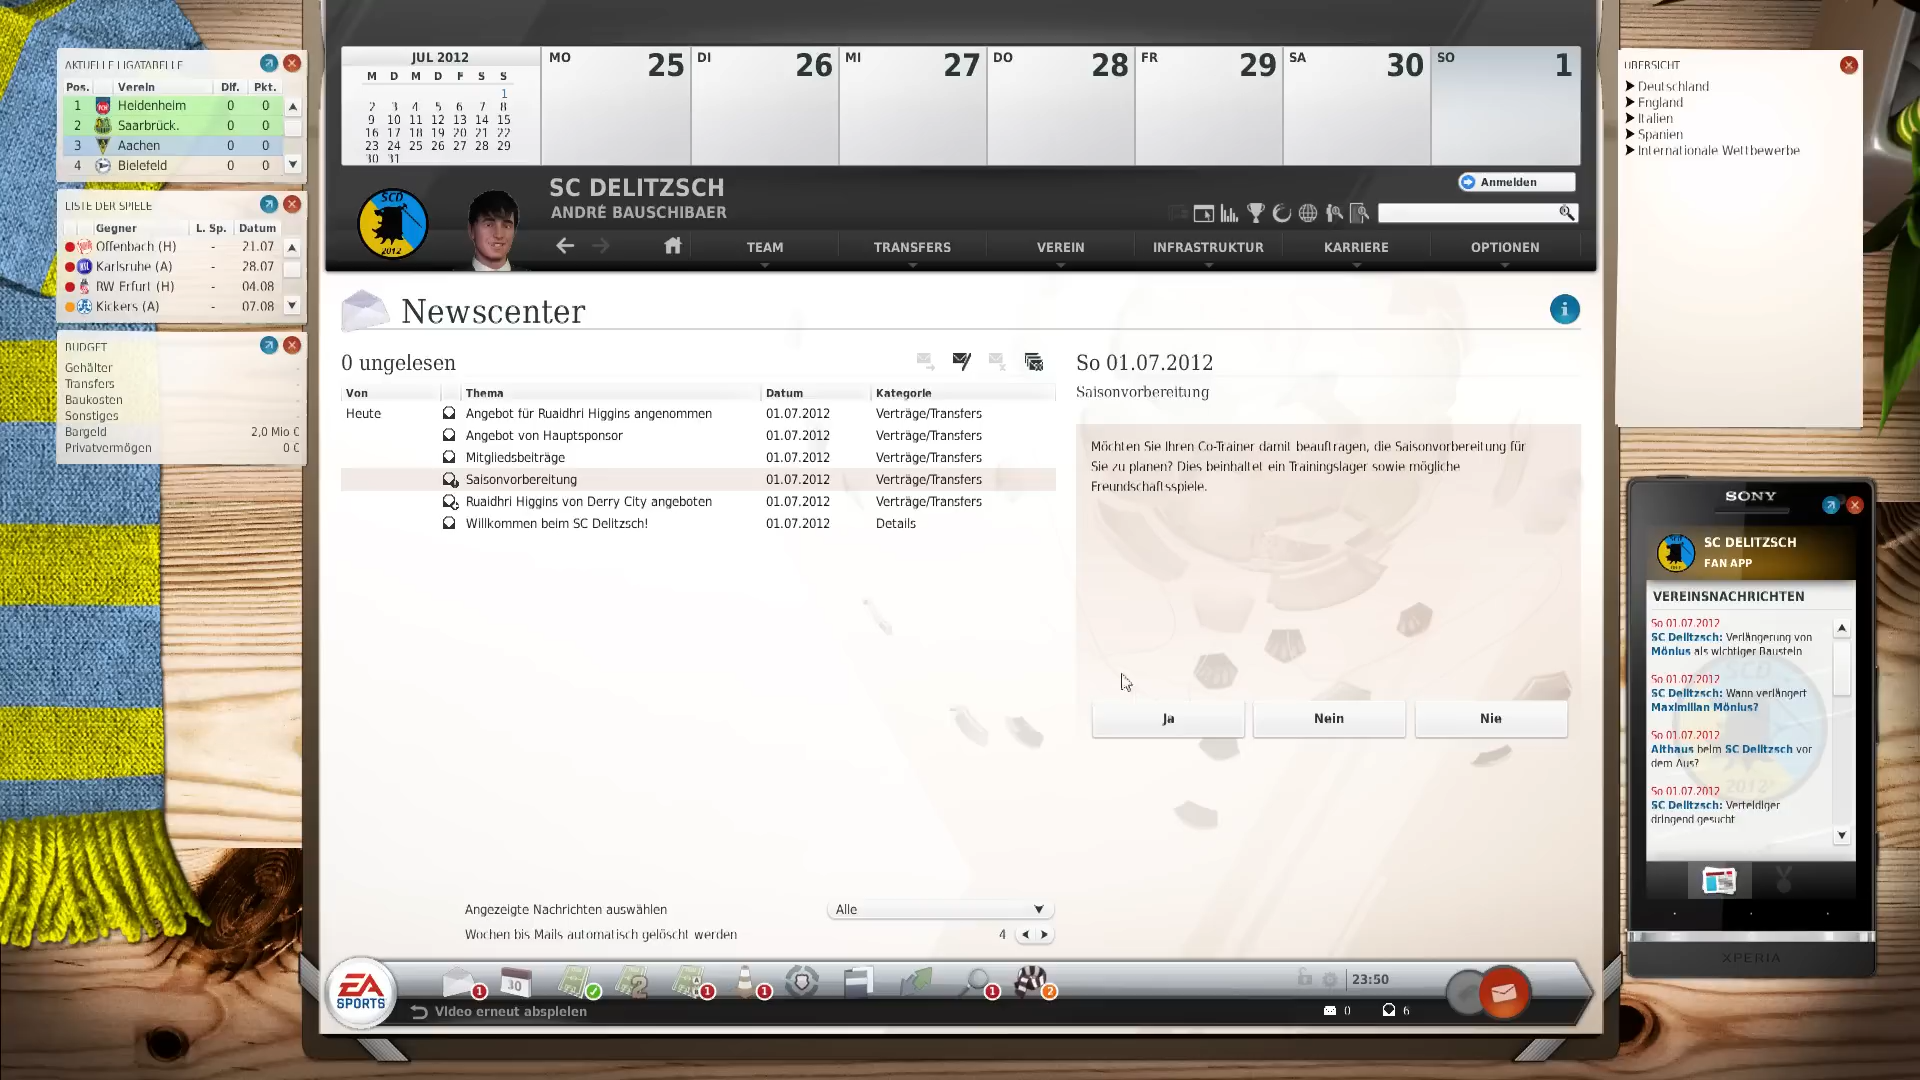 AKTUELLE LIGATABELLE
Pos. Verein Dif. Pkt.
1 Heidenheim 0 0
2 Saarbrück. 0 0
3 Aachen 0 0
4 Bielefeld 0 0
LISTE DER SPIELE
Gegner L. Sp. Datum
Offenbach (H) - 21.07
Karlsruhe (A) - 28.07
RW Erfurt (H) - 04.08
Kickers (A) - 07.08
BUDGET
Gehälter -
Transfers -
Baukosten -
Sonstiges -
Bargeld 2,0 Mio €
Privatvermögen 0 €
JUL 2012
M D M D F S S
1
2 3 4 5 6 7 8
9 10 11 12 13 14 15
16 17 18 19 20 21 22
23 24 25 26 27 28 29
30 31
MO 25 DI 26 MI 27 DO 28 FR 29 SA 30 SO 1
SCD
2012
SC DELITZSCH
ANDRÉ BAUSCHIBAER
Anmelden
TEAM TRANSFERS VEREIN INFRASTRUKTUR KARRIERE OPTIONEN
Newscenter
0 ungelesen
Von Thema Datum Kategorie
Heute Angebot für Ruaidhri Higgins angenommen 01.07.2012 Verträge/Transfers
Angebot von Hauptsponsor 01.07.2012 Verträge/Transfers
Mitgliedsbeiträge 01.07.2012 Verträge/Transfers
Saisonvorbereitung 01.07.2012 Verträge/Transfers
Ruaidhri Higgins von Derry City angeboten 01.07.2012 Verträge/Transfers
Willkommen beim SC Delitzsch! 01.07.2012 Details
Angezeigte Nachrichten auswählen Alle
Wochen bis Mails automatisch gelöscht werden 4
So 01.07.2012
Saisonvorbereitung
Möchten Sie Ihren Co-Trainer damit beauftragen, die Saisonvorbereitung für
Sie zu planen? Dies beinhaltet ein Trainingslager sowie mögliche
Freundschaftsspiele.
Ja Nein Nie
ÜBERSICHT
Deutschland
England
Italien
Spanien
Internationale Wettbewerbe
SONY
SC DELITZSCH
FAN APP
VEREINSNACHRICHTEN
So 01.07.2012
SC Delitzsch: Verlängerung von
Mönius als wichtiger Baustein
So 01.07.2012
SC Delitzsch: Wann verlängert
Maximilian Mönius?
So 01.07.2012
Althaus beim SC Delitzsch vor
dem Aus?
So 01.07.2012
SC Delitzsch: Verteidiger
dringend gesucht
XPERIA
EA
SPORTS
1 30 2 1 1 1 2
23:50
Video erneut abspielen
0 6